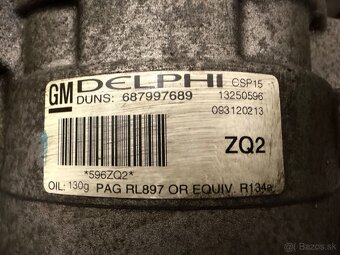 GM DELPHI CSP15
DUNS: 687997689 13250596
093120213
ZQ2
*596ZQ2*
OIL: 130g PAG RL897 OR EQUIV. R134a
Bazos.sk